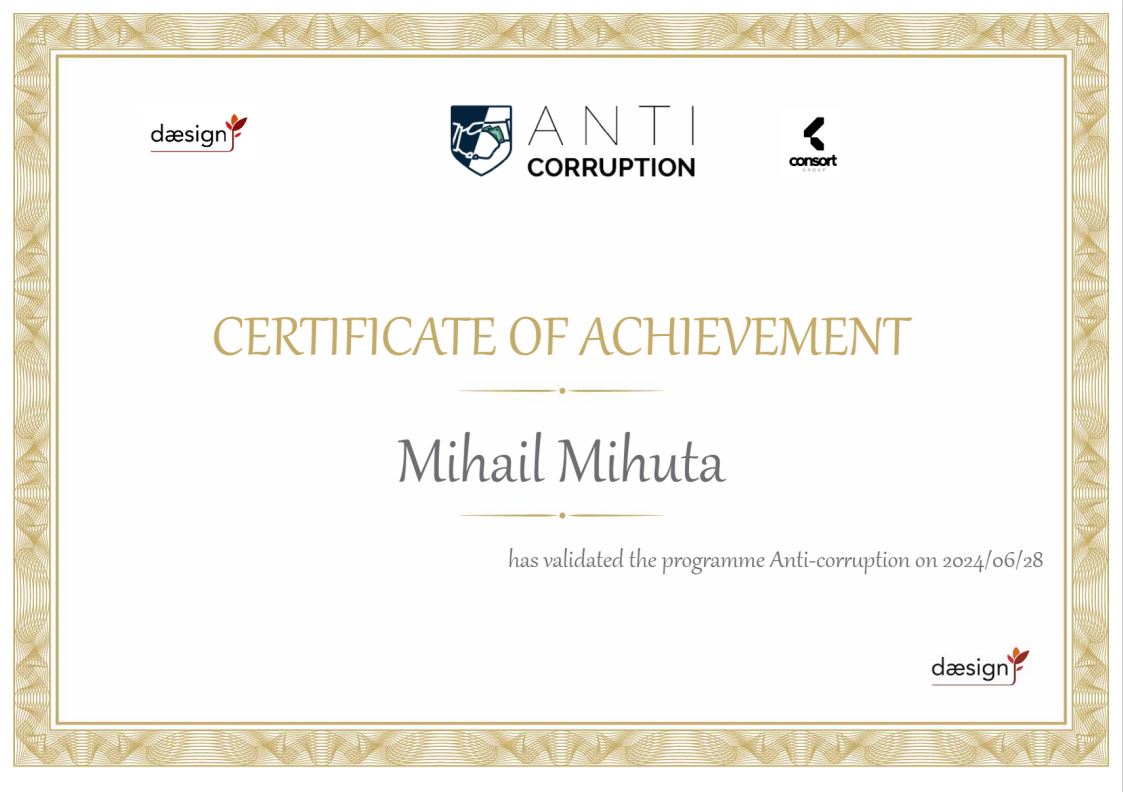 dæsign
ANTI
CORRUPTION
consort
GROUP
CERTIFICATE OF ACHIEVEMENT
Mihail Mihuta
has validated the programme Anti-corruption on 2024/06/28
dæsign